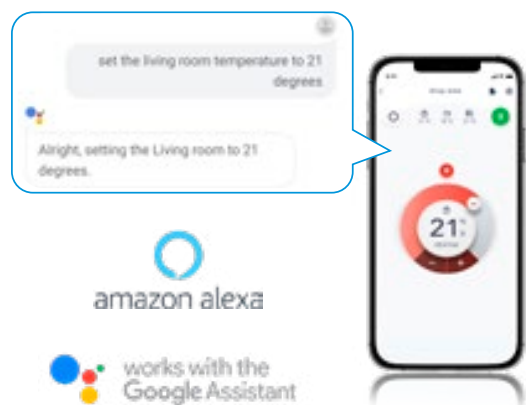 set the living room temperature to 21
degrees
Alright, setting the Living room to 21
degrees.
21
amazon alexa
works with the
Google Assistant